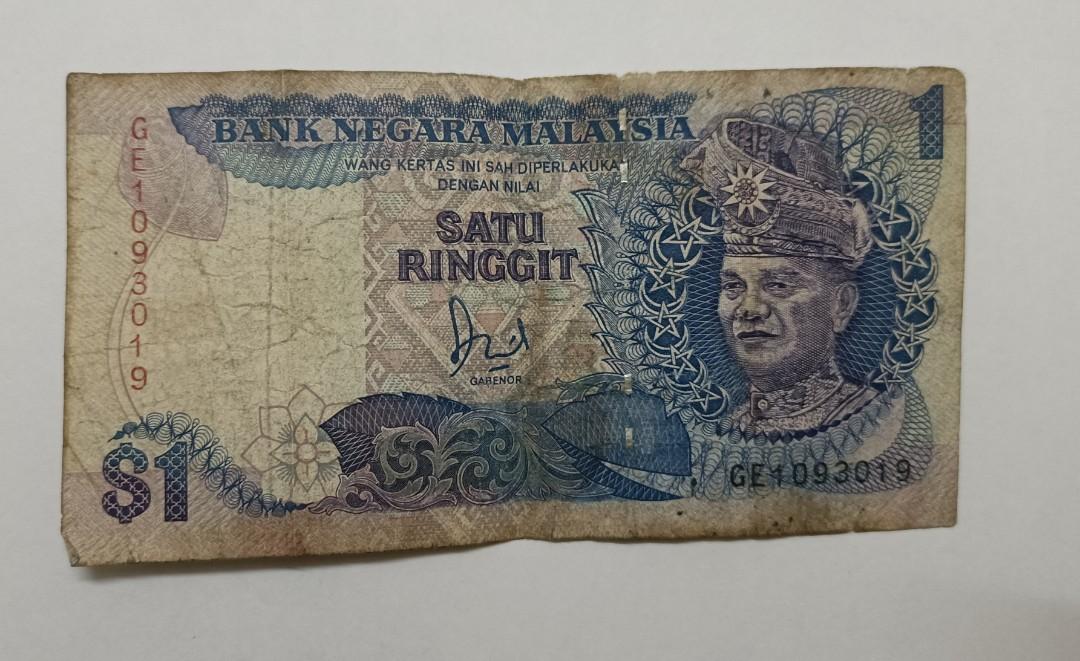 BANK NEGARA MALAYSIA
1
WANG KERTAS INI SAH DIPERLAKUKAN
DENGAN NILAI
SATU
RINGGIT
GABENOR
GE1093019
$1
GE1093019